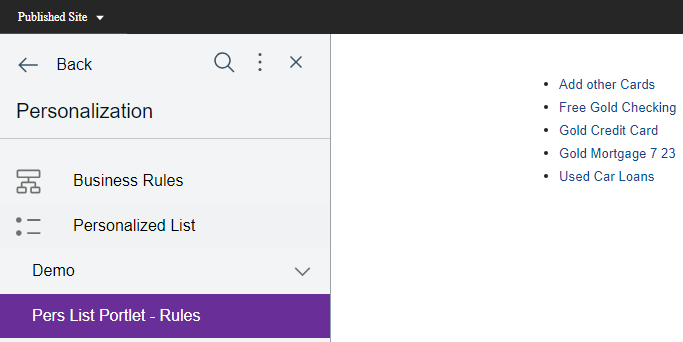 Published Site
Back
Personalization
Business Rules
Personalized List
Demo
Pers List Portlet - Rules
Add other Cards
Free Gold Checking
Gold Credit Card
Gold Mortgage 7 23
Used Car Loans